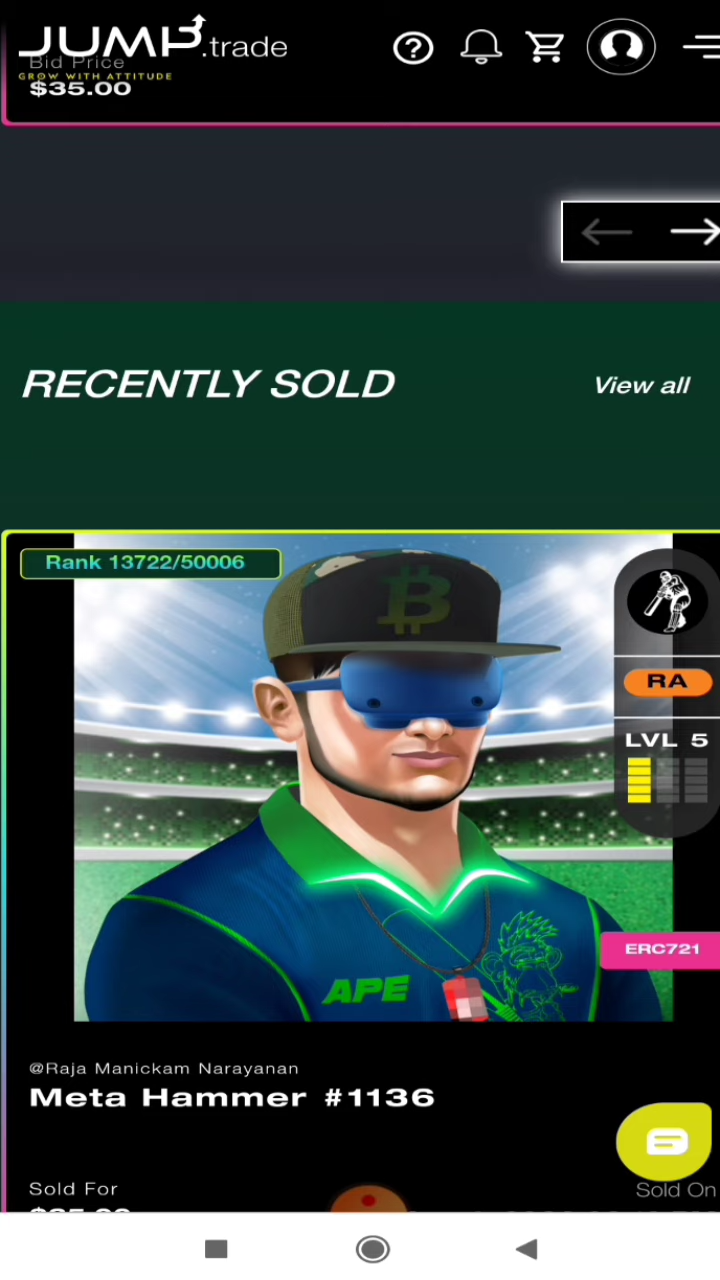 JUMP.trade
Bid Price
GROW WITH ATTITUDE
$35.00
RECENTLY SOLD
View all
Rank 13722/50006
RA
LVL 5
ERC721
APE
@Raja Manickam Narayanan
Meta Hammer #1136
Sold For
Sold On